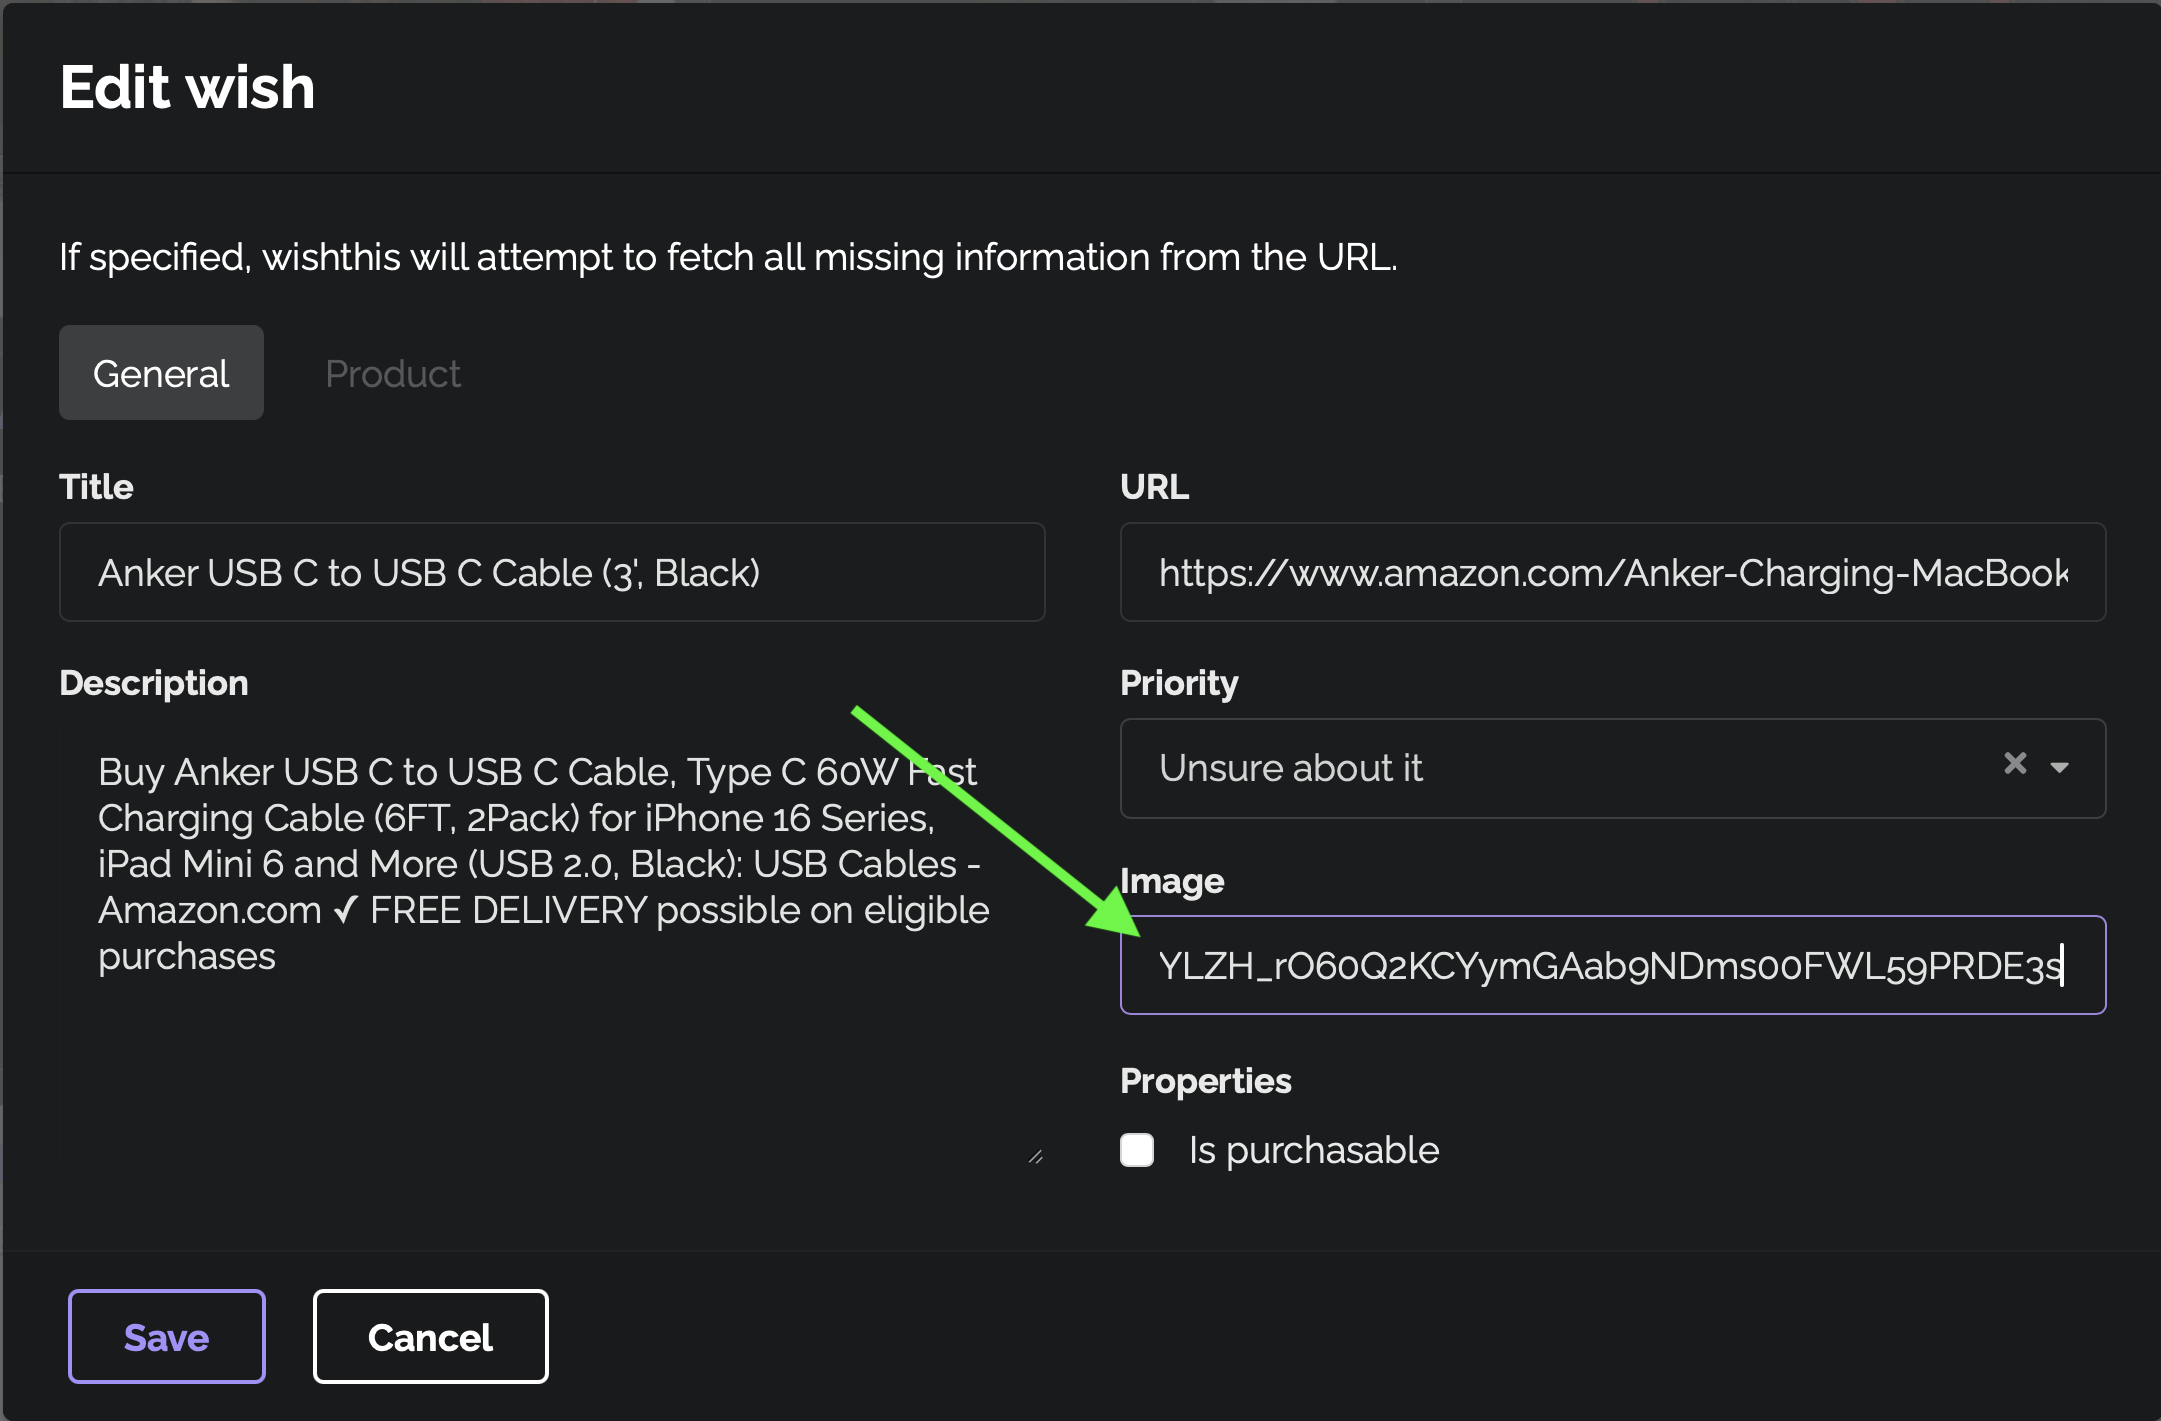 Edit wish
If specified, wishthis will attempt to fetch all missing information from the URL.
General
Product
Title
Anker USB C to USB C Cable (3', Black)
URL
https://www.amazon.com/Anker-Charging-MacBook
Description
Buy Anker USB C to USB C Cable, Type C 60W Fast
Charging Cable (6FT, 2Pack) for iPhone 16 Series,
iPad Mini 6 and More (USB 2.0, Black): USB Cables -
Amazon.com ✓ FREE DELIVERY possible on eligible
purchases
Priority
Unsure about it
Image
YLZH_rO60Q2KCYymGAab9NDms00FWL59PRDE3s
Properties
Is purchasable
Save
Cancel